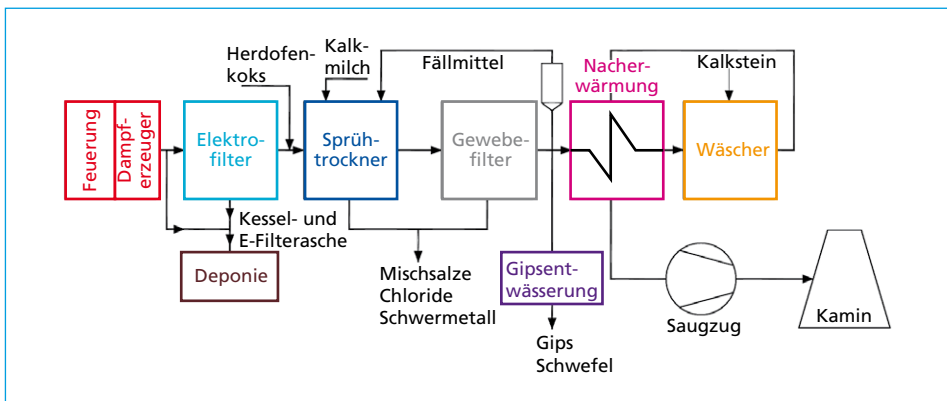 Herdofen-
koks
Kalk-
milch
Fällmittel
Nacher-
wärmung
Kalkstein
Feuerung
Dampf-
erzeuger
Elektro-
filter
Sprüh-
trockner
Gewebe-
filter
Wäscher
Kessel- und
E-Filterasche
Deponie
Mischsalze
Chloride
Schwermetall
Gipsent-
wässerung
Gips
Schwefel
Saugzug
Kamin